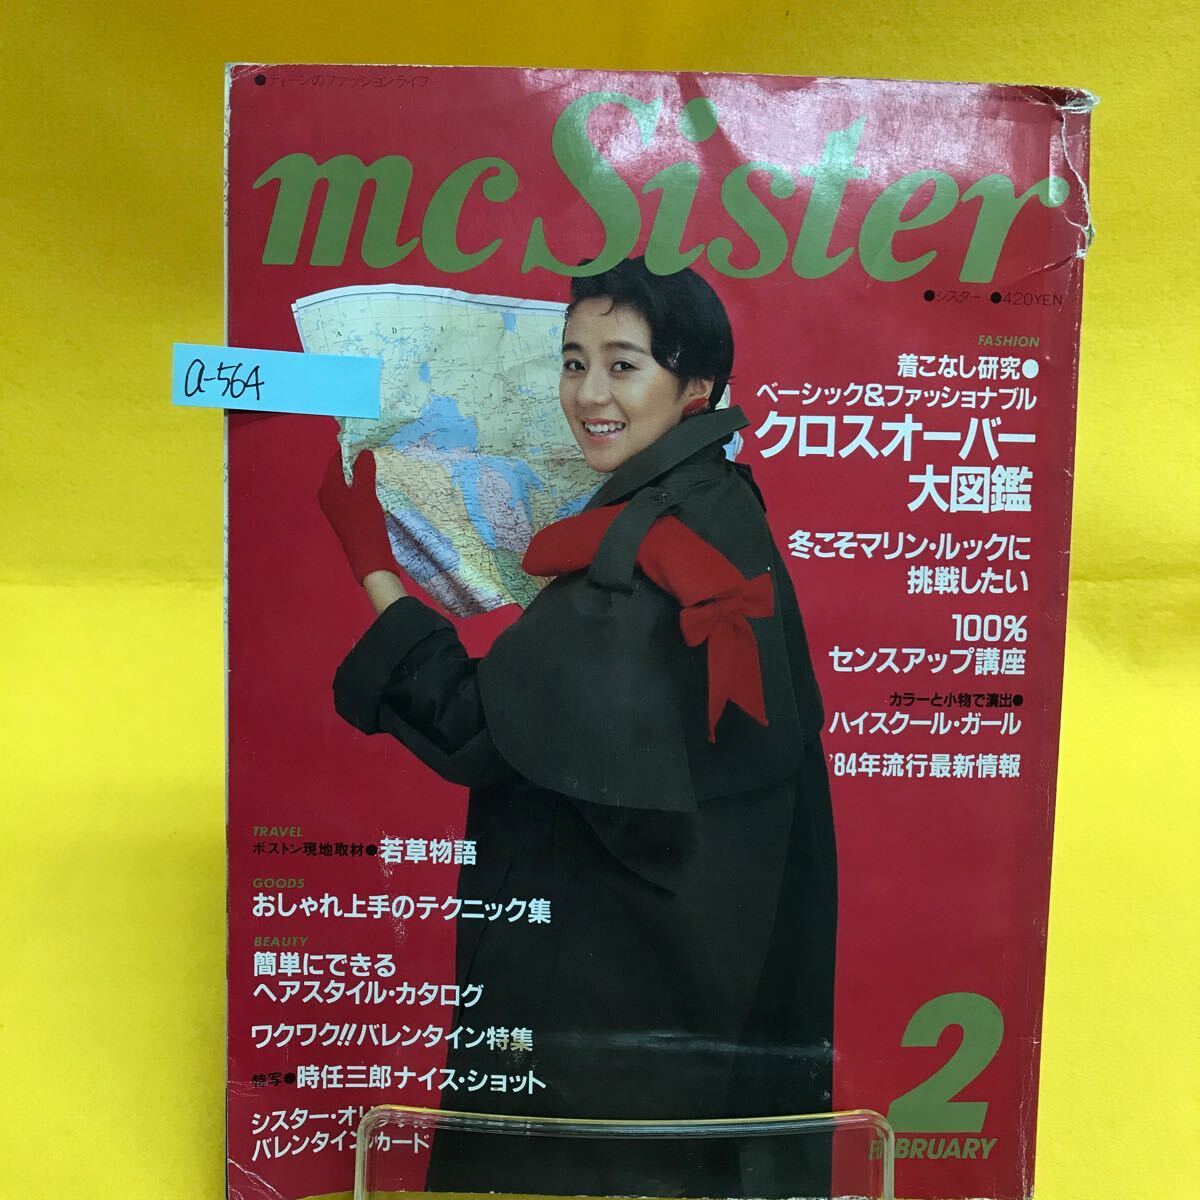 ●ティーンのファッションライフ
mc Sister
●シスター ●420YEN
a-564
FASHION
着こなし研究●
ベーシック&ファッショナブル
クロスオーバー
大図鑑
冬こそマリン・ルックに
挑戦したい
100%
センスアップ講座
カラーと小物で演出●
ハイスクール・ガール
'84年流行最新情報
TRAVEL
ボストン現地取材●若草物語
GOODS
おしゃれ上手のテクニック集
BEAUTY
簡単にできる
ヘアスタイル・カタログ
ワクワク!!バレンタイン特集
特写●時任三郎ナイス・ショット
シスター・オリ
バレンタインカード
2
FEBRUARY